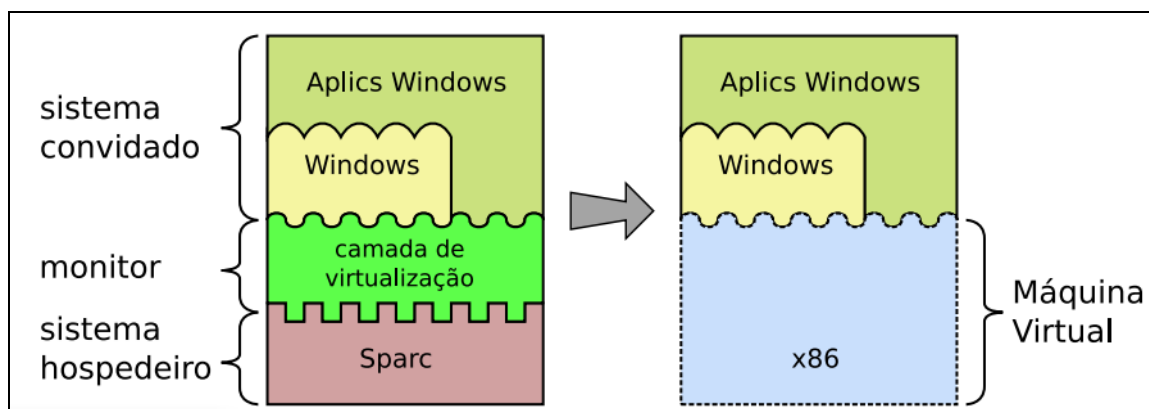 sistema
convidado
monitor
sistema
hospedeiro
Aplics Windows
Windows
camada de
virtualização
Sparc
Aplics Windows
Windows
x86
Máquina
Virtual